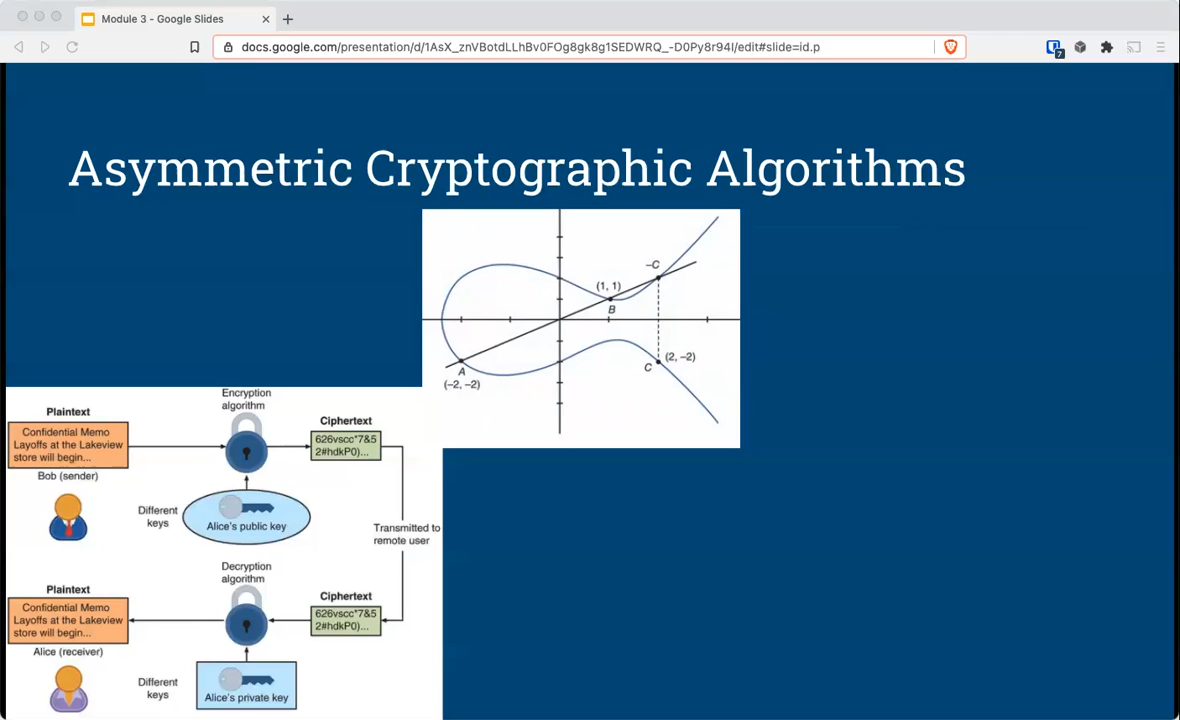 Module 3 - Google Slides
docs.google.com/presentation/d/1AsX_znVBotdLLhBv0FOg8gk8g1SEDWRQ_-D0Py8r94I/edit#slide=id.p
7
Asymmetric Cryptographic Algorithms
-C
(1, 1)
B
(2, -2)
C
A
(-2, -2)
Encryption
algorithm
Plaintext
Ciphertext
Confidential Memo
Layoffs at the Lakeview
store will begin...
626vscc*7&5
2#hdkP0)...
Bob (sender)
Different
keys
Alice's public key
Transmitted to
remote user
Decryption
algorithm
Plaintext
Ciphertext
Confidential Memo
Layoffs at the Lakeview
store will begin...
626vscc*7&5
2#hdkP0)...
Alice (receiver)
Different
keys
Alice's private key